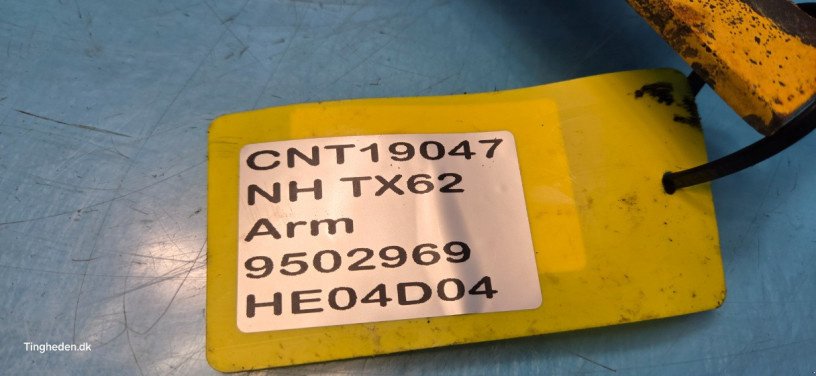 CNT19047
NH TX62
Arm
9502969
HE04D04
Tingheden.dk